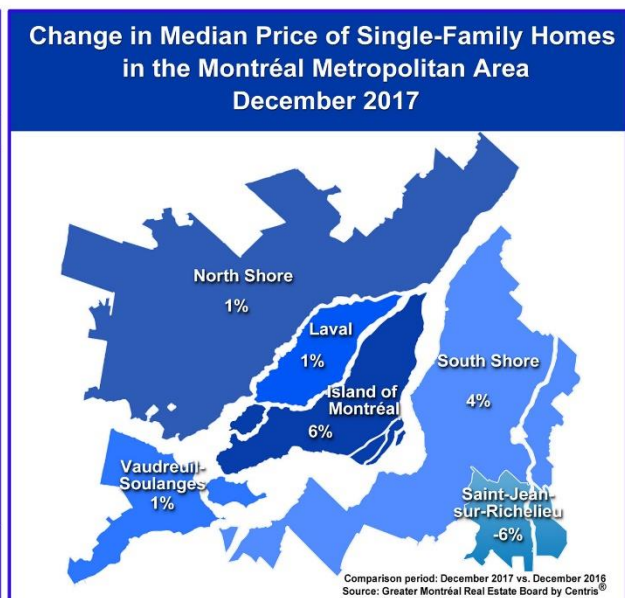 Change in Median Price of Single-Family Homes
in the Montréal Metropolitan Area
December 2017
North Shore
1%
Laval
1%
Island of
Montréal
6%
South Shore
4%
Vaudreuil-
Soulanges
1%
Saint-Jean-
sur-Richelieu
-6%
Comparison period: December 2017 vs. December 2016
Source: Greater Montréal Real Estate Board by Centris®